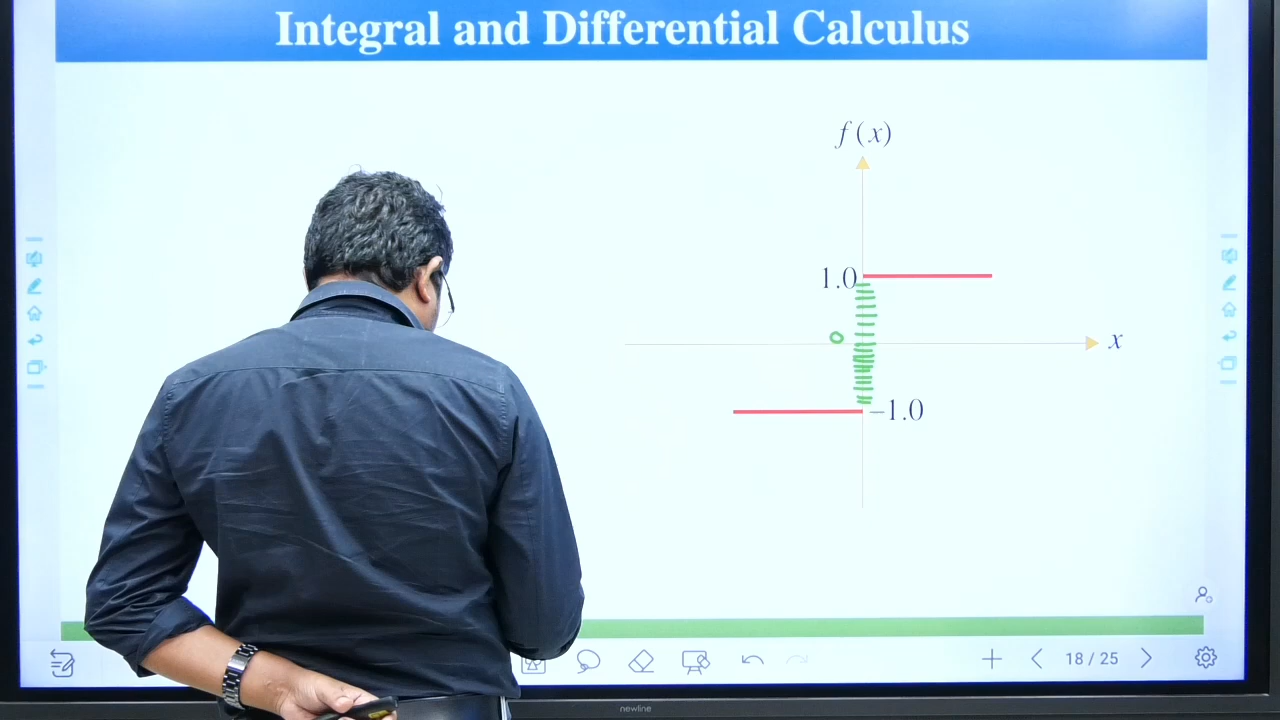 Integral and Differential Calculus
f (x)
1.0
0
x
–1.0
18 / 25
newline